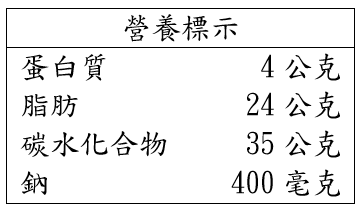 營養標示
蛋白質 4 公克
脂肪 24 公克
碳水化合物 35 公克
鈉 400 毫克